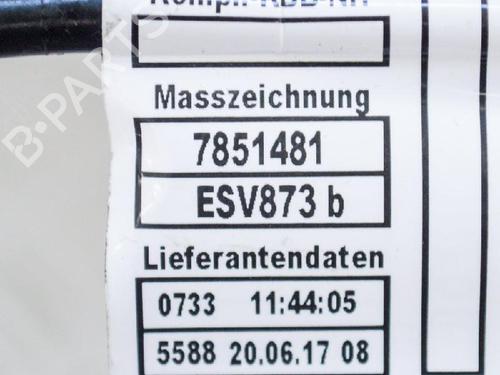 Masszeichnung
7851481
ESV873 b
Lieferantendaten
0733 11:44:05
5588 20.06.17 08
B-PARTS